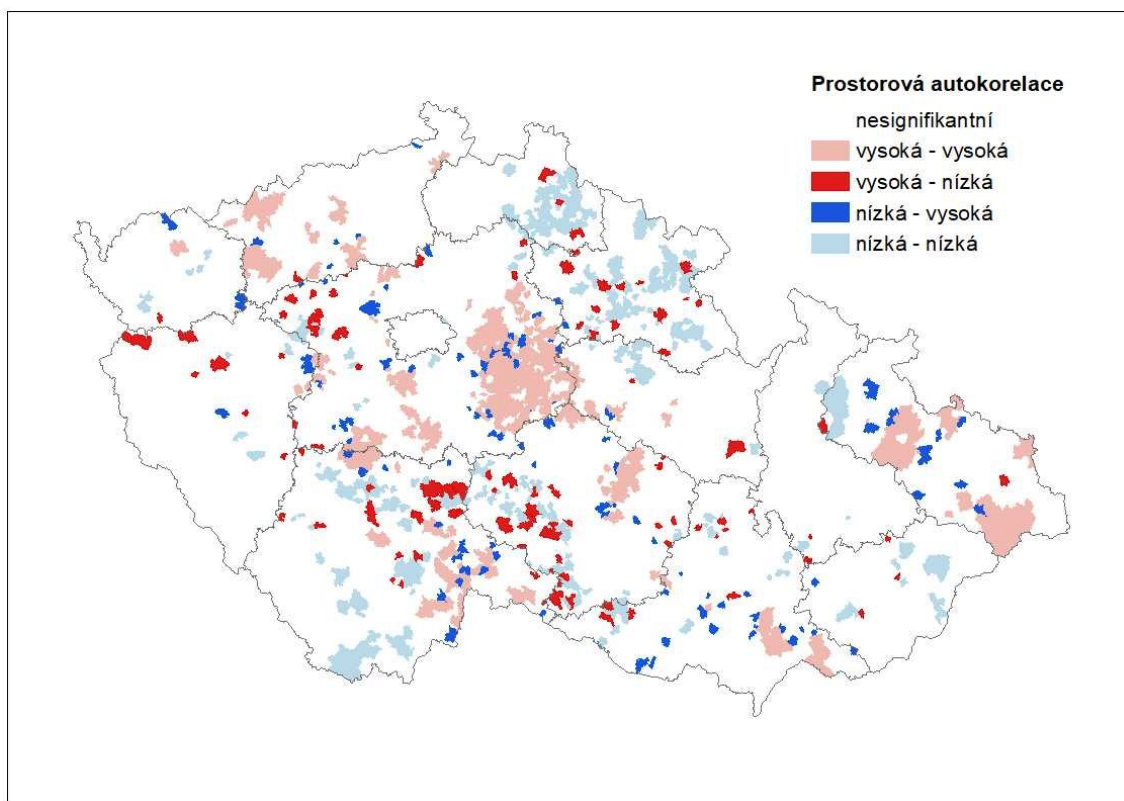 Prostorová autokorelace
nesignifikantní
vysoká - vysoká
vysoká - nízká
nízká - vysoká
nízká - nízká